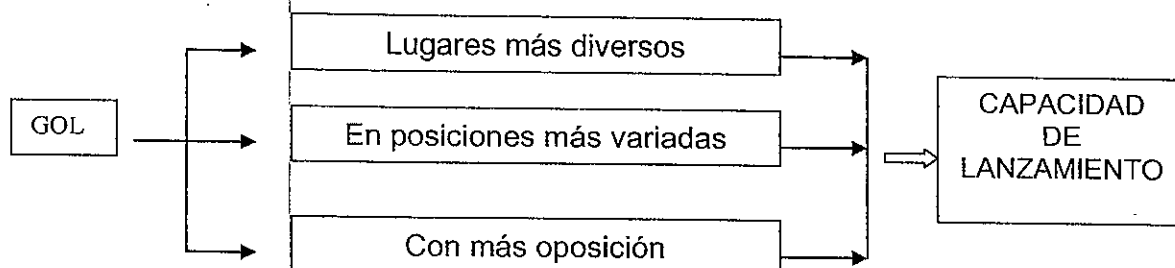 Lugares más diversos
GOL
En posiciones más variadas
Con más oposición
CAPACIDAD
DE
LANZAMIENTO